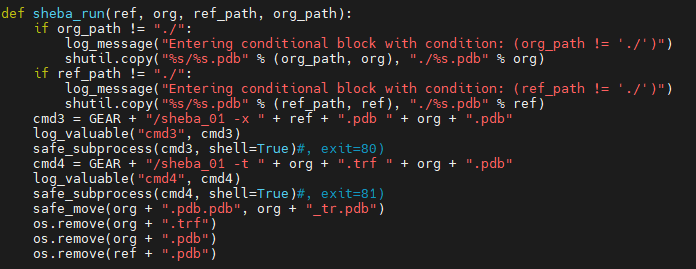 def sheba_run(ref, org, ref_path, org_path):
    if org_path != "./":
        log_message("Entering conditional block with condition: (org_path != './')")
        shutil.copy("%s/%s.pdb" % (org_path, org), "./%s.pdb" % org)
    if ref_path != "./":
        log_message("Entering conditional block with condition: (ref_path != './')")
        shutil.copy("%s/%s.pdb" % (ref_path, ref), "./%s.pdb" % ref)
    cmd3 = GEAR + "/sheba_01 -x " + ref + ".pdb " + org + ".pdb"
    log_valuable("cmd3", cmd3)
    safe_subprocess(cmd3, shell=True)#, exit=80)
    cmd4 = GEAR + "/sheba_01 -t " + org + ".trf " + org + ".pdb"
    log_valuable("cmd4", cmd4)
    safe_subprocess(cmd4, shell=True)#, exit=81)
    safe_move(org + ".pdb.pdb", org + "_tr.pdb")
    os.remove(org + ".trf")
    os.remove(org + ".pdb")
    os.remove(ref + ".pdb")